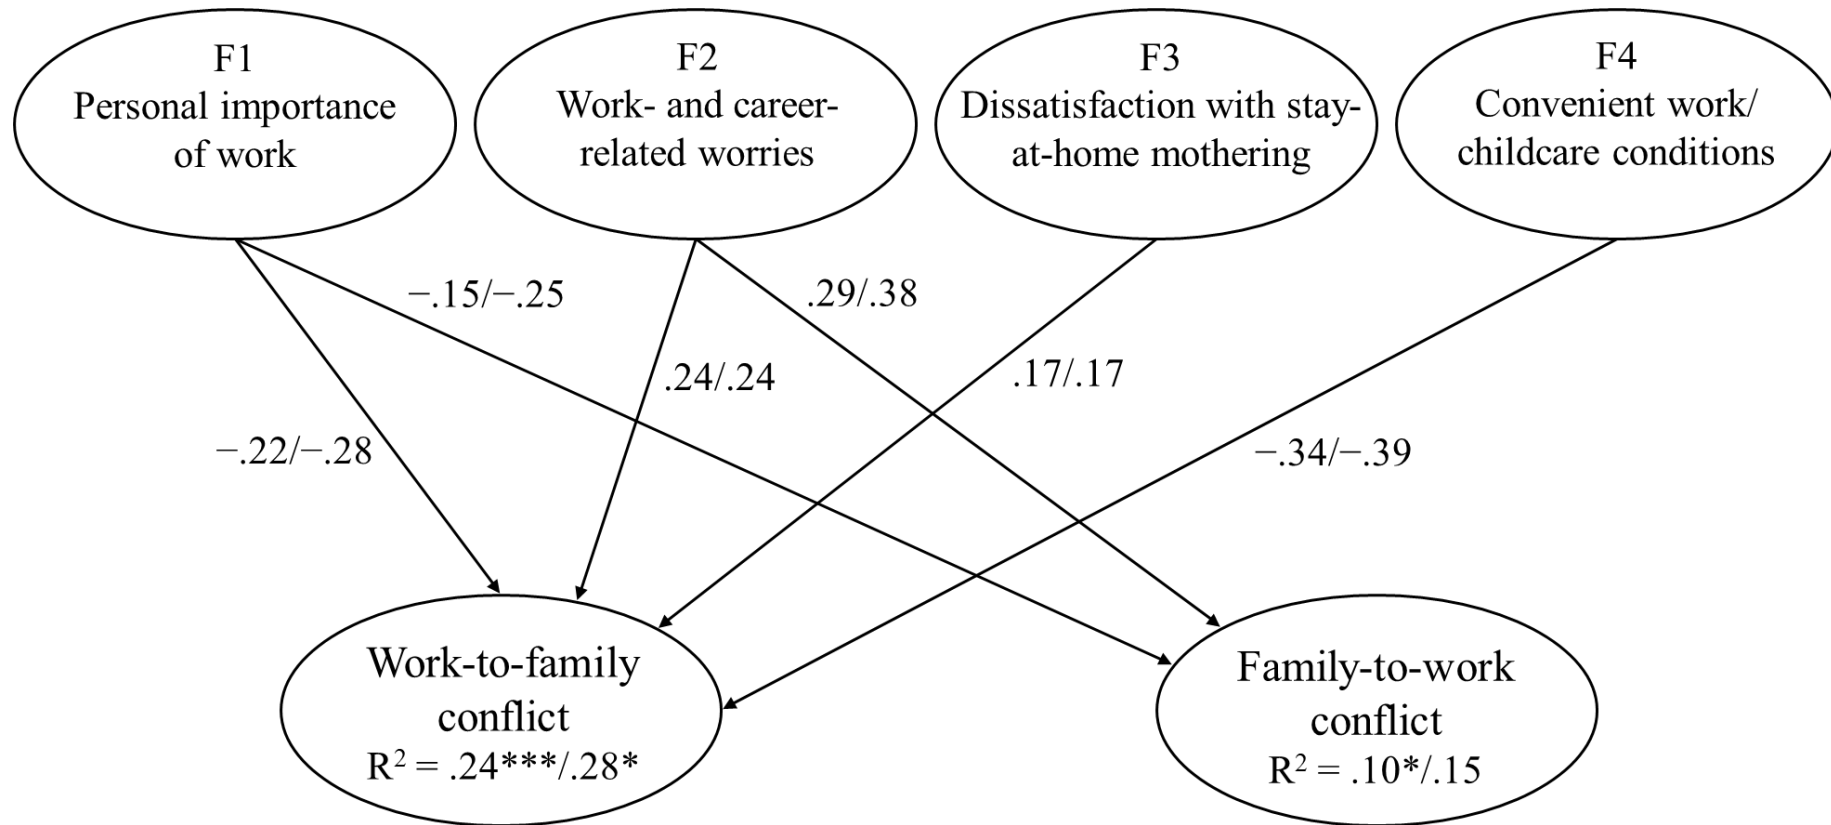 F1
Personal importance
of work
F2
Work- and career-
related worries
F3
Dissatisfaction with stay-
at-home mothering
F4
Convenient work/
childcare conditions
−.15/−.25
.29/.38
.24/.24
.17/.17
−.22/−.28
−.34/−.39
Work-to-family
conflict
R² = .24***/.28*
Family-to-work
conflict
R² = .10*/.15